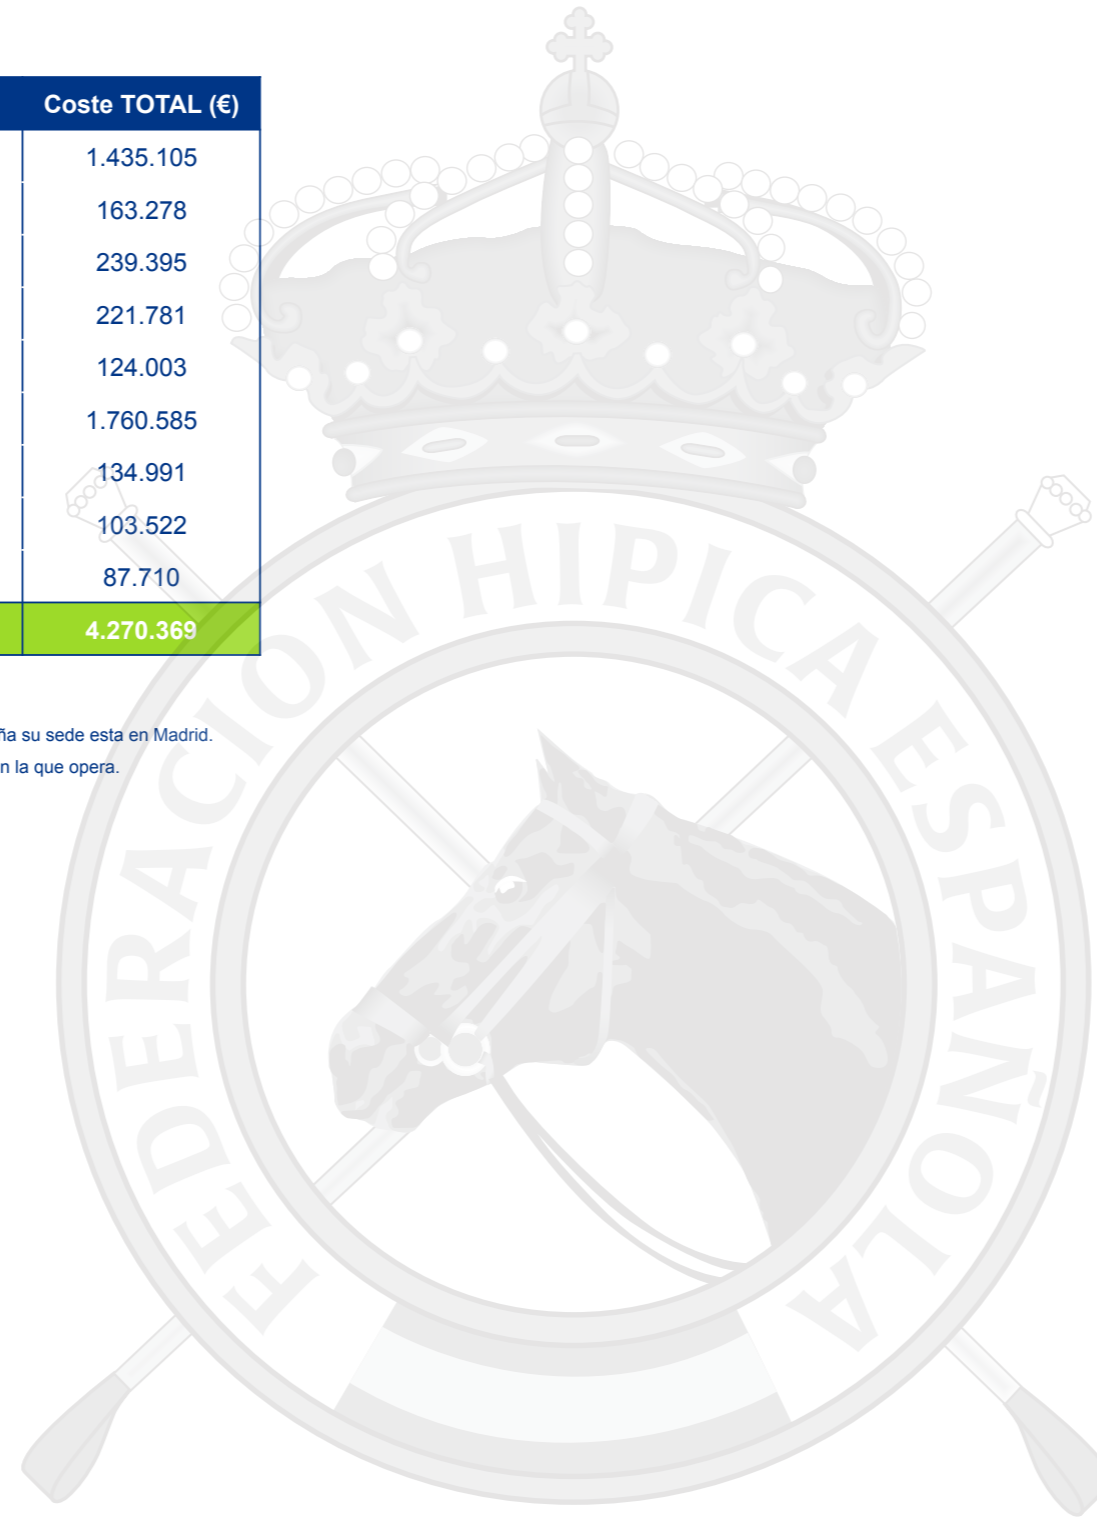 Coste TOTAL (€)
1.435.105
163.278
239.395
221.781
124.003
1.760.585
134.991
103.522
87.710
4.270.369
ña su sede esta en Madrid.
n la que opera.
FEDERACION HIPICA ESPAÑOLA